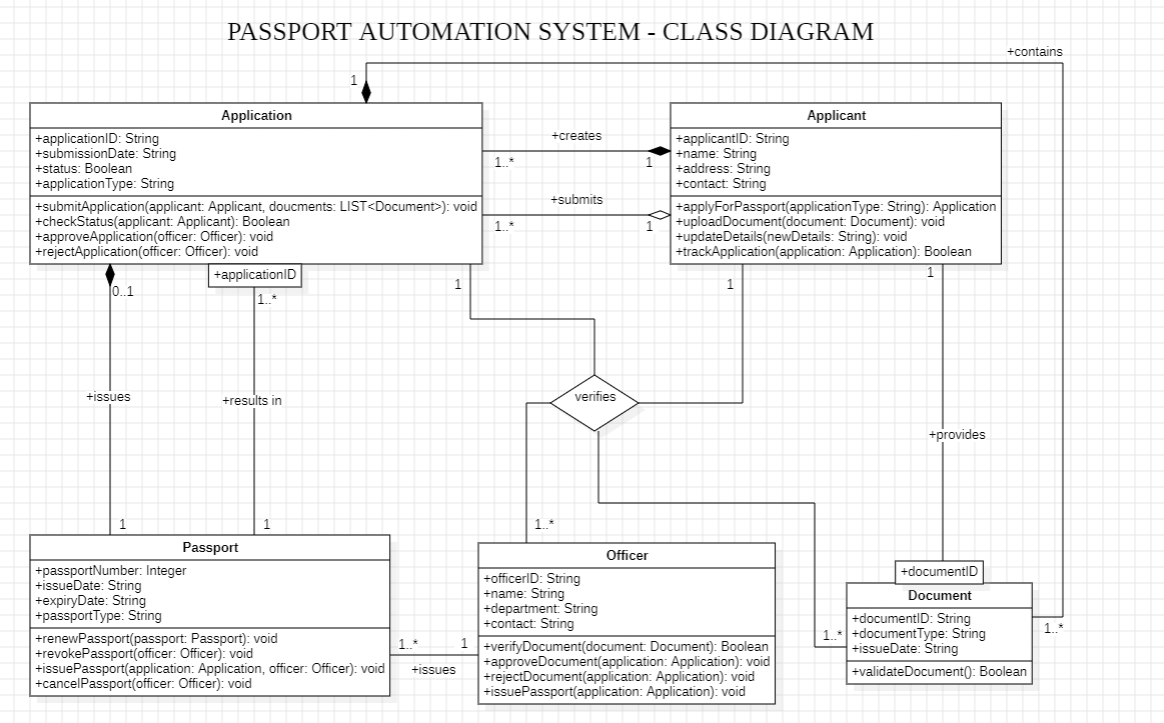 PASSPORT AUTOMATION SYSTEM - CLASS DIAGRAM
+contains
1
Application
+applicationID: String
+submissionDate: String
+status: Boolean
+applicationType: String
+submitApplication(applicant: Applicant, doucments: LIST<Document>): void
+checkStatus(applicant: Applicant): Boolean
+approveApplication(officer: Officer): void
+rejectApplication(officer: Officer): void
+creates
1..*
1
+submits
1..*
1
Applicant
+applicantID: String
+name: String
+address: String
+contact: String
+applyForPassport(applicationType: String): Application
+uploadDocument(document: Document): void
+updateDetails(newDetails: String): void
+trackApplication(application: Application): Boolean
+applicationID
0..1
1..*
1
1
1
+issues
+results in
verifies
+provides
1
1
1..*
Passport
+passportNumber: Integer
+issueDate: String
+expiryDate: String
+passportType: String
+renewPassport(passport: Passport): void
+revokePassport(officer: Officer): void
+issuePassport(application: Application, officer: Officer): void
+cancelPassport(officer: Officer): void
1..*
1
+issues
Officer
+officerID: String
+name: String
+department: String
+contact: String
+verifyDocument(document: Document): Boolean
+approveDocument(application: Application): void
+rejectDocument(application: Application): void
+issuePassport(application: Application): void
+documentID
Document
+documentID: String
+documentType: String
+issueDate: String
+validateDocument(): Boolean
1..*
1..*